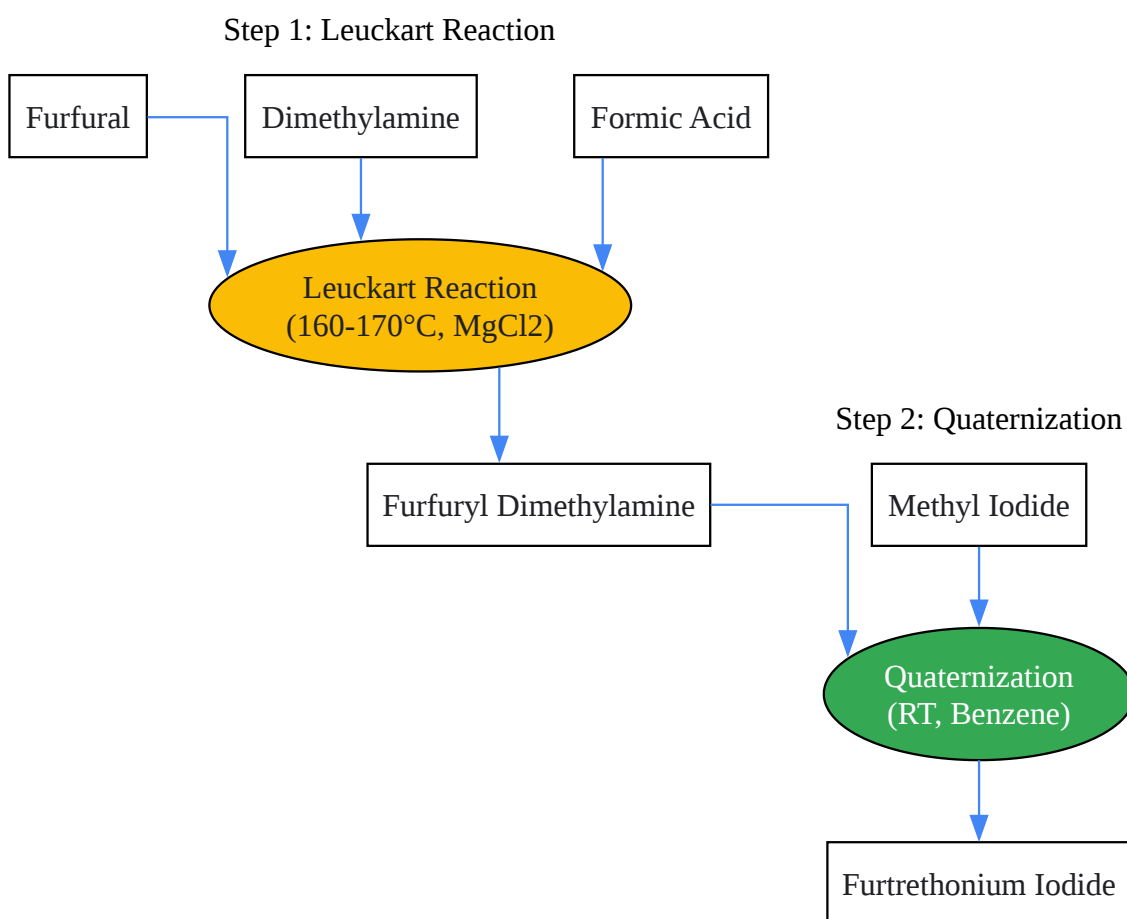 Step 1: Leuckart Reaction
Furfural
Dimethylamine
Formic Acid
Leuckart Reaction
(160-170°C, MgCl2)
Step 2: Quaternization
Furfuryl Dimethylamine
Methyl Iodide
Quaternization
(RT, Benzene)
Furtrethonium Iodide